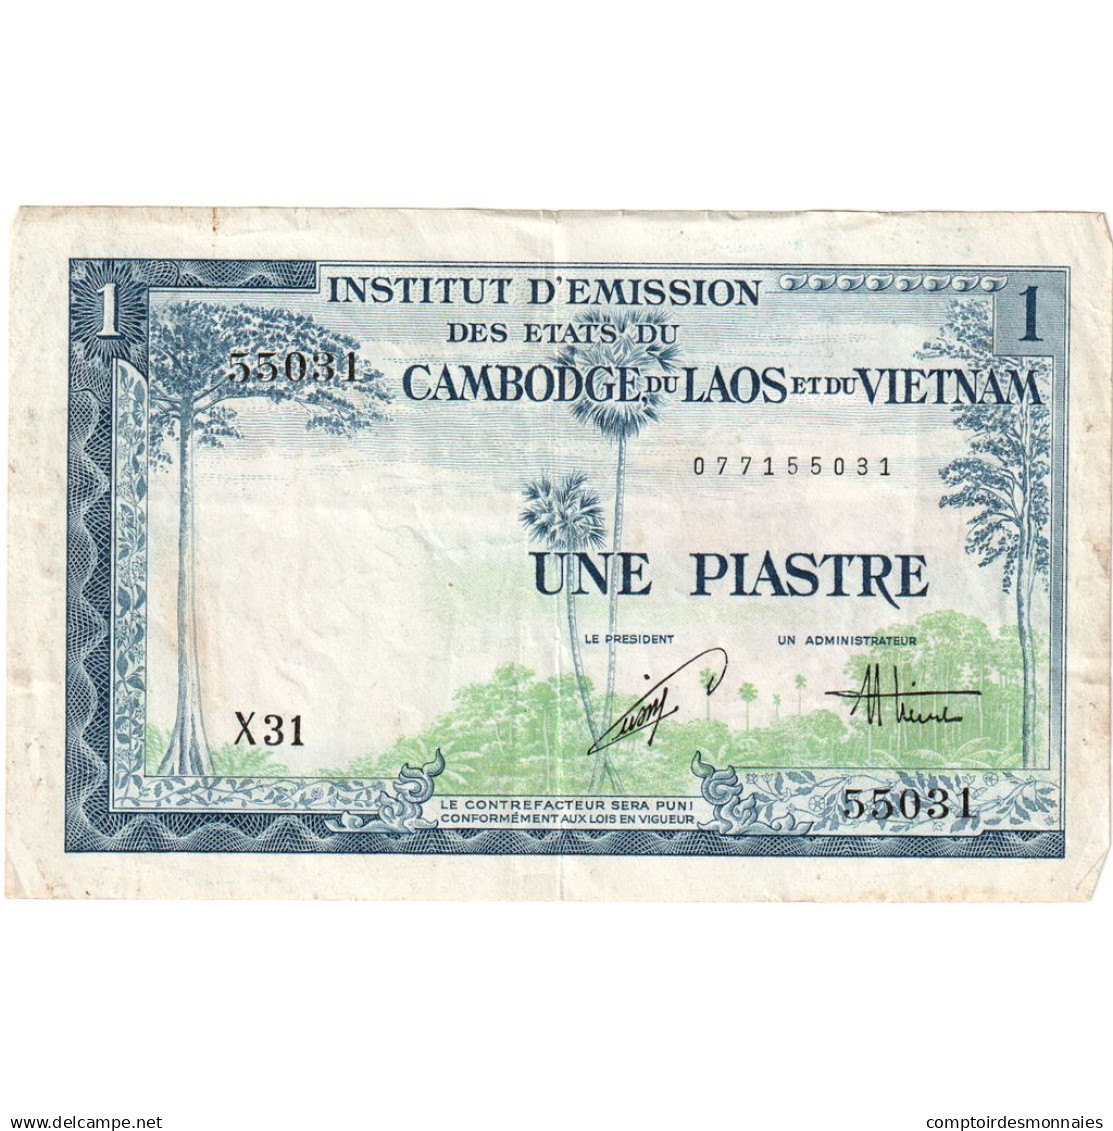 1
INSTITUT D'EMISSION
1
DES ETATS DU
55031
CAMBODGE, DU LAOS ET DU VIETNAM
077155031
UNE PIASTRE
LE PRESIDENT
UN ADMINISTRATEUR
X31
LE CONTREFACTEUR SERA PUNI
CONFORMÉMENT AUX LOIS EN VIGUEUR
55031
www.delcampe.net
comptoirdesmonnaies